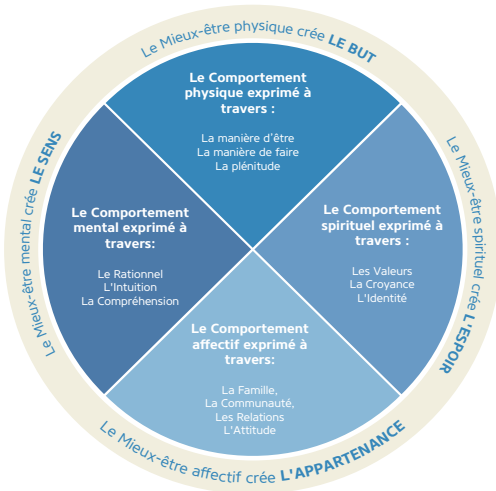 Le Mieux-être physique crée LE BUT
Le Comportement
physique exprimé à
travers :
La manière d'être
La manière de faire
La plénitude
Le Mieux-être mental crée LE SENS
Le Comportement
mental exprimé à
travers:
Le Rationnel
L'Intuition
La Compréhension
Le Comportement
spirituel exprimé à
travers :
Les Valeurs
La Croyance
L'Identité
Le Mieux-être spirituel crée L'ESPOIR
Le Comportement
affectif exprimé à
travers:
La Famille,
La Communauté,
Les Relations
L'Attitude
Le Mieux-être affectif crée L'APPARTENANCE